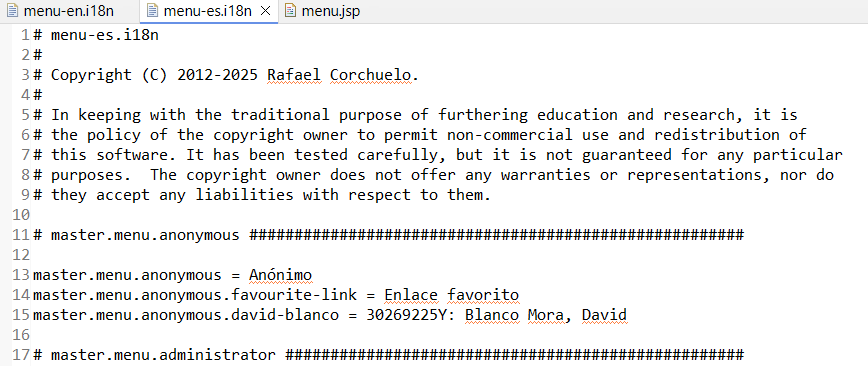 menu-en.i18n menu-es.i18n menu.jsp
1 # menu-es.i18n
2 #
3 # Copyright (C) 2012-2025 Rafael Corchuelo.
4 #
5 # In keeping with the traditional purpose of furthering education and research, it is
6 # the policy of the copyright owner to permit non-commercial use and redistribution of
7 # this software. It has been tested carefully, but it is not guaranteed for any particular
8 # purposes.  The copyright owner does not offer any warranties or representations, nor do
9 # they accept any liabilities with respect to them.
10
11 # master.menu.anonymous #######################################################
12
13 master.menu.anonymous = Anónimo
14 master.menu.anonymous.favourite-link = Enlace favorito
15 master.menu.anonymous.david-blanco = 30269225Y: Blanco Mora, David
16
17 # master.menu.administrator ###################################################